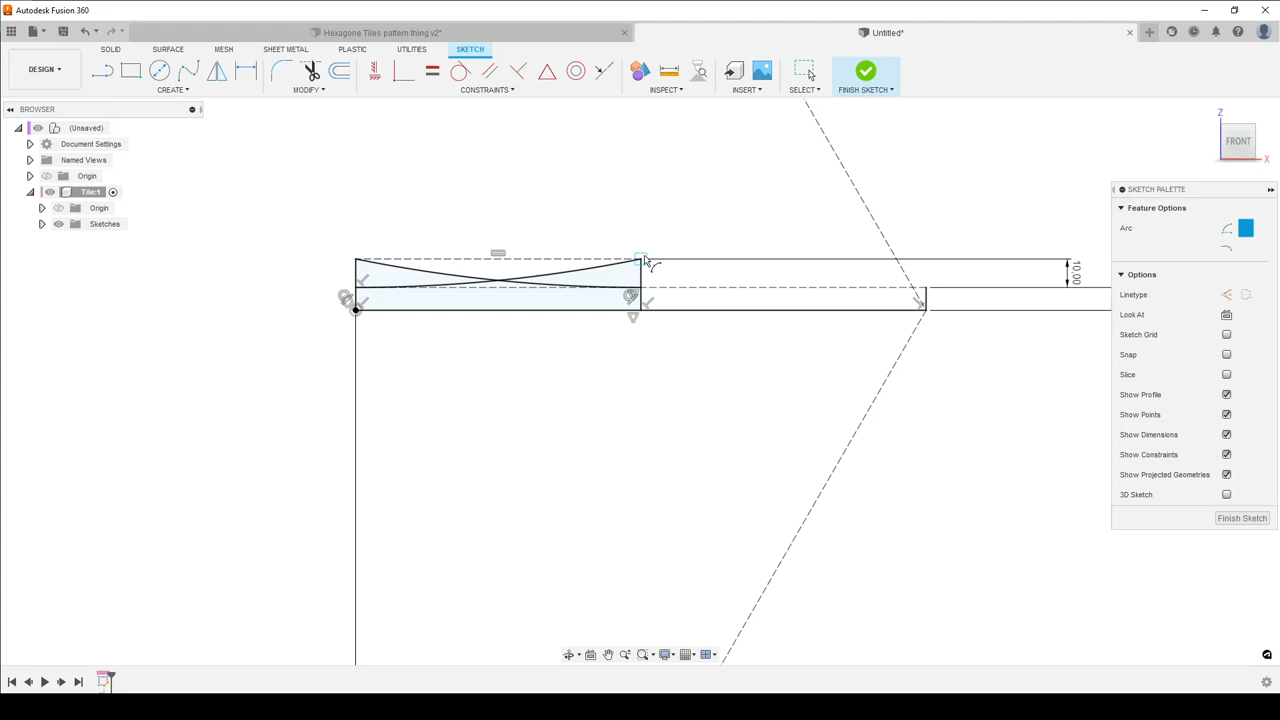 Autodesk Fusion 360
Hexagone Tiles pattern thing v2*
Untitled*
DESIGN
SOLID
SURFACE
MESH
SHEET METAL
PLASTIC
UTILITIES
SKETCH
CREATE
MODIFY
CONSTRAINTS
INSPECT
INSERT
SELECT
FINISH SKETCH
BROWSER
(Unsaved)
Document Settings
Named Views
Origin
Tile:1
Origin
Sketches
Z
FRONT
X
10.00
SKETCH PALETTE
Feature Options
Arc
Options
Linetype
Look At
Sketch Grid
Snap
Slice
Show Profile
Show Points
Show Dimensions
Show Constraints
Show Projected Geometries
3D Sketch
Finish Sketch